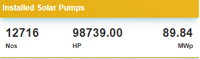 Installed Solar Pumps
12716 98739.00 89.84
Nos HP MWp